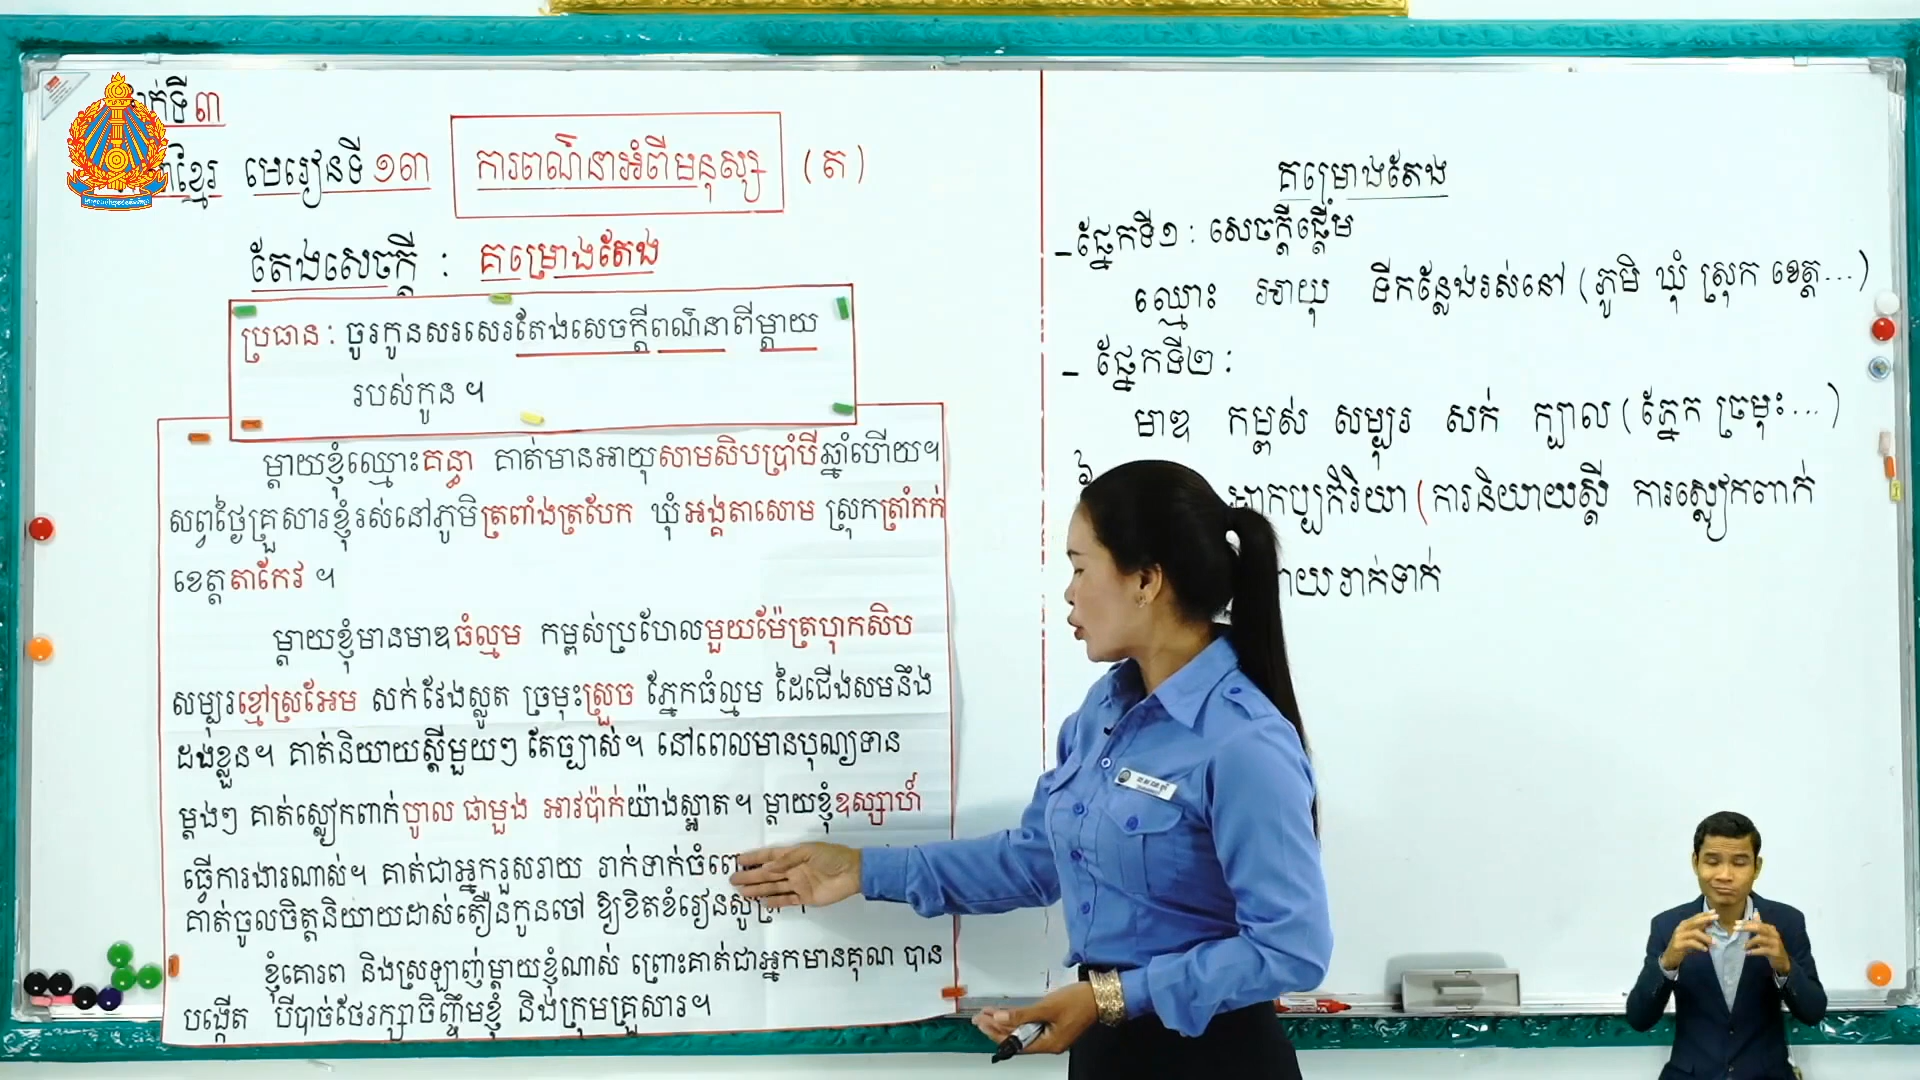 ទី៣
ខ្មែរ មេរៀនទី១៣ ការពណ៌នាអំពីមនុស្ស (ត)
តែងសេចក្តី : គម្រោងតែង
ប្រធាន : ចូរកូនសរសេរតែងសេចក្តីពណ៌នាពីម្តាយ
របស់កូន ។
ម្តាយខ្ញុំឈ្មោះគន្ធា គាត់មានអាយុសាមសិបប្រាំបីឆ្នាំហើយ។
សព្វថ្ងៃគ្រួសារខ្ញុំរស់នៅភូមិត្រពាំងត្របែក ឃុំអង្គតាសោម ស្រុកត្រាំកក់
ខេត្តតាកែវ ។
ម្តាយខ្ញុំមានមាឌធំល្មម កម្ពស់ប្រហែលមួយម៉ែត្រហុកសិប
សម្បុរខ្មៅស្រអែម សក់វែងស្លូត ច្រមុះស្រួច ភ្នែកធំល្មម ដៃជើងសមនឹង
ដងខ្លួន។ គាត់និយាយស្តីមួយៗ តែច្បាស់។ នៅពេលមានបុណ្យទាន
ម្តងៗ គាត់ស្លៀកពាក់ហូល ផាមួង អាវប៉ាក់យ៉ាងស្អាត។ ម្តាយខ្ញុំឧស្សាហ៍
ធ្វើការងារណាស់។ គាត់ជាអ្នករួសរាយ រាក់ទាក់ចំពោ
គាត់ចូលចិត្តនិយាយដាស់តឿនកូនចៅ ឱ្យខិតខំរៀនសូត្រ ។
ខ្ញុំគោរព និងស្រឡាញ់ម្តាយខ្ញុំណាស់ ព្រោះគាត់ជាអ្នកមានគុណ បាន
បង្កើត បីបាច់ថែរក្សាចិញ្ចឹមខ្ញុំ និងក្រុមគ្រួសារ។
គម្រោងតែង
-ផ្នែកទី១ : សេចក្តីផ្តើម
ឈ្មោះ អាយុ ទីកន្លែងរស់នៅ (ភូមិ ឃុំ ស្រុក ខេត្ត...)
- ផ្នែកទី២ :
មាឌ កម្ពស់ សម្បុរ សក់ ក្បាល (ភ្នែក ច្រមុះ...)
អាកប្បកិរិយា (ការនិយាយស្តី ការស្លៀកពាក់
រាយ រាក់ទាក់